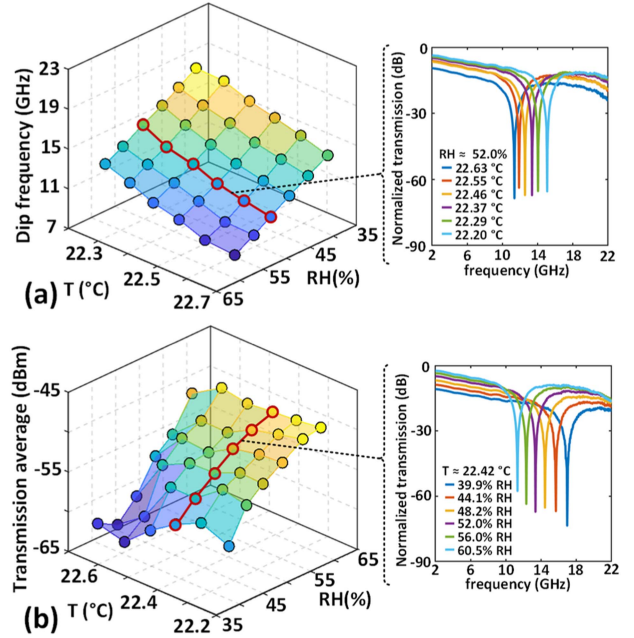 23
19
15
11
7
Dip frequency (GHz)
22.3
22.5
22.7
T (°C)
65
55
45
35
RH(%)
(a)
0
-30
-60
-90
Normalized transmission (dB)
RH ≈ 52.0%
22.63 °C
22.55 °C
22.46 °C
22.37 °C
22.29 °C
22.20 °C
2 6 10 14 18 22
frequency (GHz)
-45
-55
-65
Transmission average (dBm)
22.6
22.4
22.2
T (°C)
35
45
55
65
RH(%)
(b)
0
-30
-60
-90
Normalized transmission (dB)
T ≈ 22.42 °C
39.9% RH
44.1% RH
48.2% RH
52.0% RH
56.0% RH
60.5% RH
2 6 10 14 18 22
frequency (GHz)